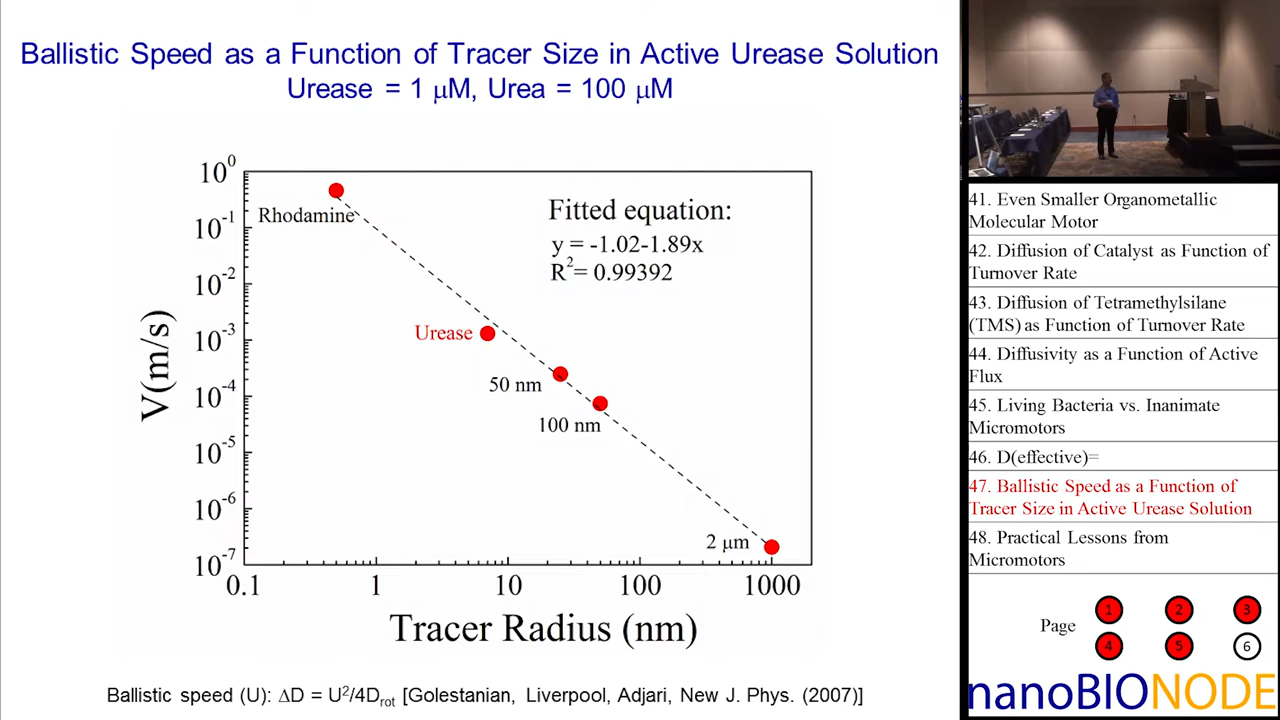 Ballistic Speed as a Function of Tracer Size in Active Urease Solution
Urease = 1 μM, Urea = 100 μM
10^0
10^-1
10^-2
10^-3
10^-4
10^-5
10^-6
10^-7
V(m/s)
Rhodamine
Urease
50 nm
100 nm
2 μm
Fitted equation:
y = -1.02-1.89x
R^2= 0.99392
0.1 1 10 100 1000
Tracer Radius (nm)
Ballistic speed (U): ΔD = U^2/4D_rot [Golestanian, Liverpool, Adjari, New J. Phys. (2007)]
41. Even Smaller Organometallic
Molecular Motor
42. Diffusion of Catalyst as Function of
Turnover Rate
43. Diffusion of Tetramethylsilane
(TMS) as Function of Turnover Rate
44. Diffusivity as a Function of Active
Flux
45. Living Bacteria vs. Inanimate
Micromotors
46. D(effective)=
47. Ballistic Speed as a Function of
Tracer Size in Active Urease Solution
48. Practical Lessons from
Micromotors
Page
1 2 3
4 5 6
nanoBIONODE